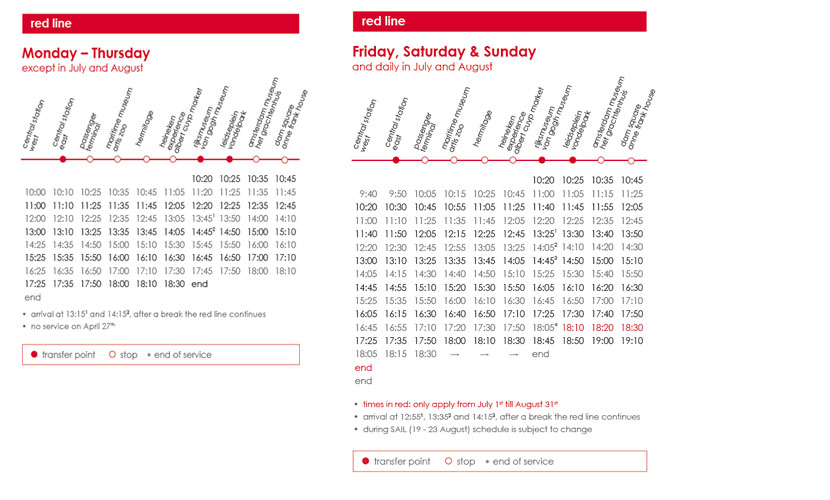 red line
Monday – Thursday
except in July and August
central station west
central station east
passenger terminal
maritime museum artis zoo
hermitage
heineken experience albert cuyp market
rijksmuseum van gogh museum
leidseplein vondelpark
amsterdam museum het grachtenhuis
dam square anne frank house
10:20 10:25 10:35 10:45
10:00 10:10 10:25 10:35 10:45 11:05 11:20 11:25 11:35 11:45
11:00 11:10 11:25 11:35 11:45 12:05 12:20 12:25 12:35 12:45
12:00 12:10 12:25 12:35 12:45 13:05 13:45¹ 13:50 14:00 14:10
13:00 13:10 13:25 13:35 13:45 14:05 14:45² 14:50 15:00 15:10
14:25 14:35 14:50 15:00 15:10 15:30 15:45 15:50 16:00 16:10
15:25 15:35 15:50 16:00 16:10 16:30 16:45 16:50 17:00 17:10
16:25 16:35 16:50 17:00 17:10 17:30 17:45 17:50 18:00 18:10
17:25 17:35 17:50 18:00 18:10 18:30 end
end
• arrival at 13:15¹ and 14:15², after a break the red line continues
• no service on April 27th
transfer point stop * end of service
red line
Friday, Saturday & Sunday
and daily in July and August
central station west
central station east
passenger terminal
maritime museum artis zoo
hermitage
heineken experience albert cuyp market
rijksmuseum van gogh museum
leidseplein vondelpark
amsterdam museum het grachtenhuis
dam square anne frank house
10:20 10:25 10:35 10:45
9:40 9:50 10:05 10:15 10:25 10:45 11:00 11:05 11:15 11:25
10:20 10:30 10:45 10:55 11:05 11:25 11:40 11:45 11:55 12:05
11:00 11:10 11:25 11:35 11:45 12:05 12:20 12:25 12:35 12:45
11:40 11:50 12:05 12:15 12:25 12:45 13:25¹ 13:30 13:40 13:50
12:20 12:30 12:45 12:55 13:05 13:25 14:05² 14:10 14:20 14:30
13:00 13:10 13:25 13:35 13:45 14:05 14:45³ 14:50 15:00 15:10
14:05 14:15 14:30 14:40 14:50 15:10 15:25 15:30 15:40 15:50
14:45 14:55 15:10 15:20 15:30 15:50 16:05 16:10 16:20 16:30
15:25 15:35 15:50 16:00 16:10 16:30 16:45 16:50 17:00 17:10
16:05 16:15 16:30 16:40 16:50 17:10 17:25 17:30 17:40 17:50
16:45 16:55 17:10 17:20 17:30 17:50 18:05* 18:10 18:20 18:30
17:25 17:35 17:50 18:00 18:10 18:30 18:45 18:50 19:00 19:10
18:05 18:15 18:30 → → → end
end
end
• times in red: only apply from July 1st till August 31st
• arrival at 12:55¹, 13:35² and 14:15³, after a break the red line continues
• during SAIL (19 - 23 August) schedule is subject to change
transfer point stop * end of service